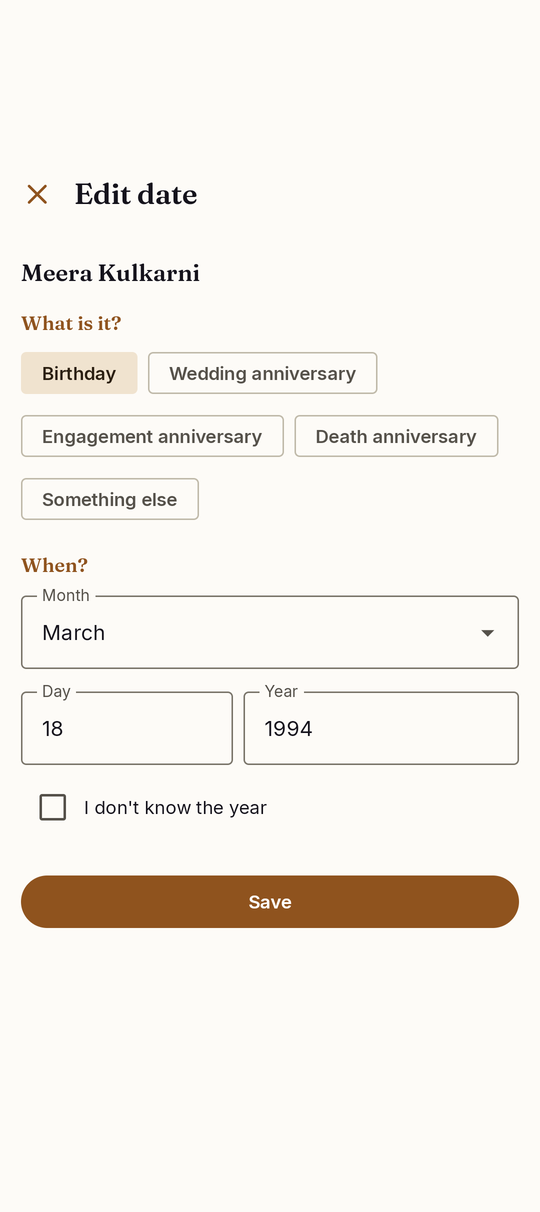 Edit date
Meera Kulkarni
What is it?
Birthday
Wedding anniversary
Engagement anniversary
Death anniversary
Something else
When?
Month
March
Day
18
Year
1994
I don't know the year
Save